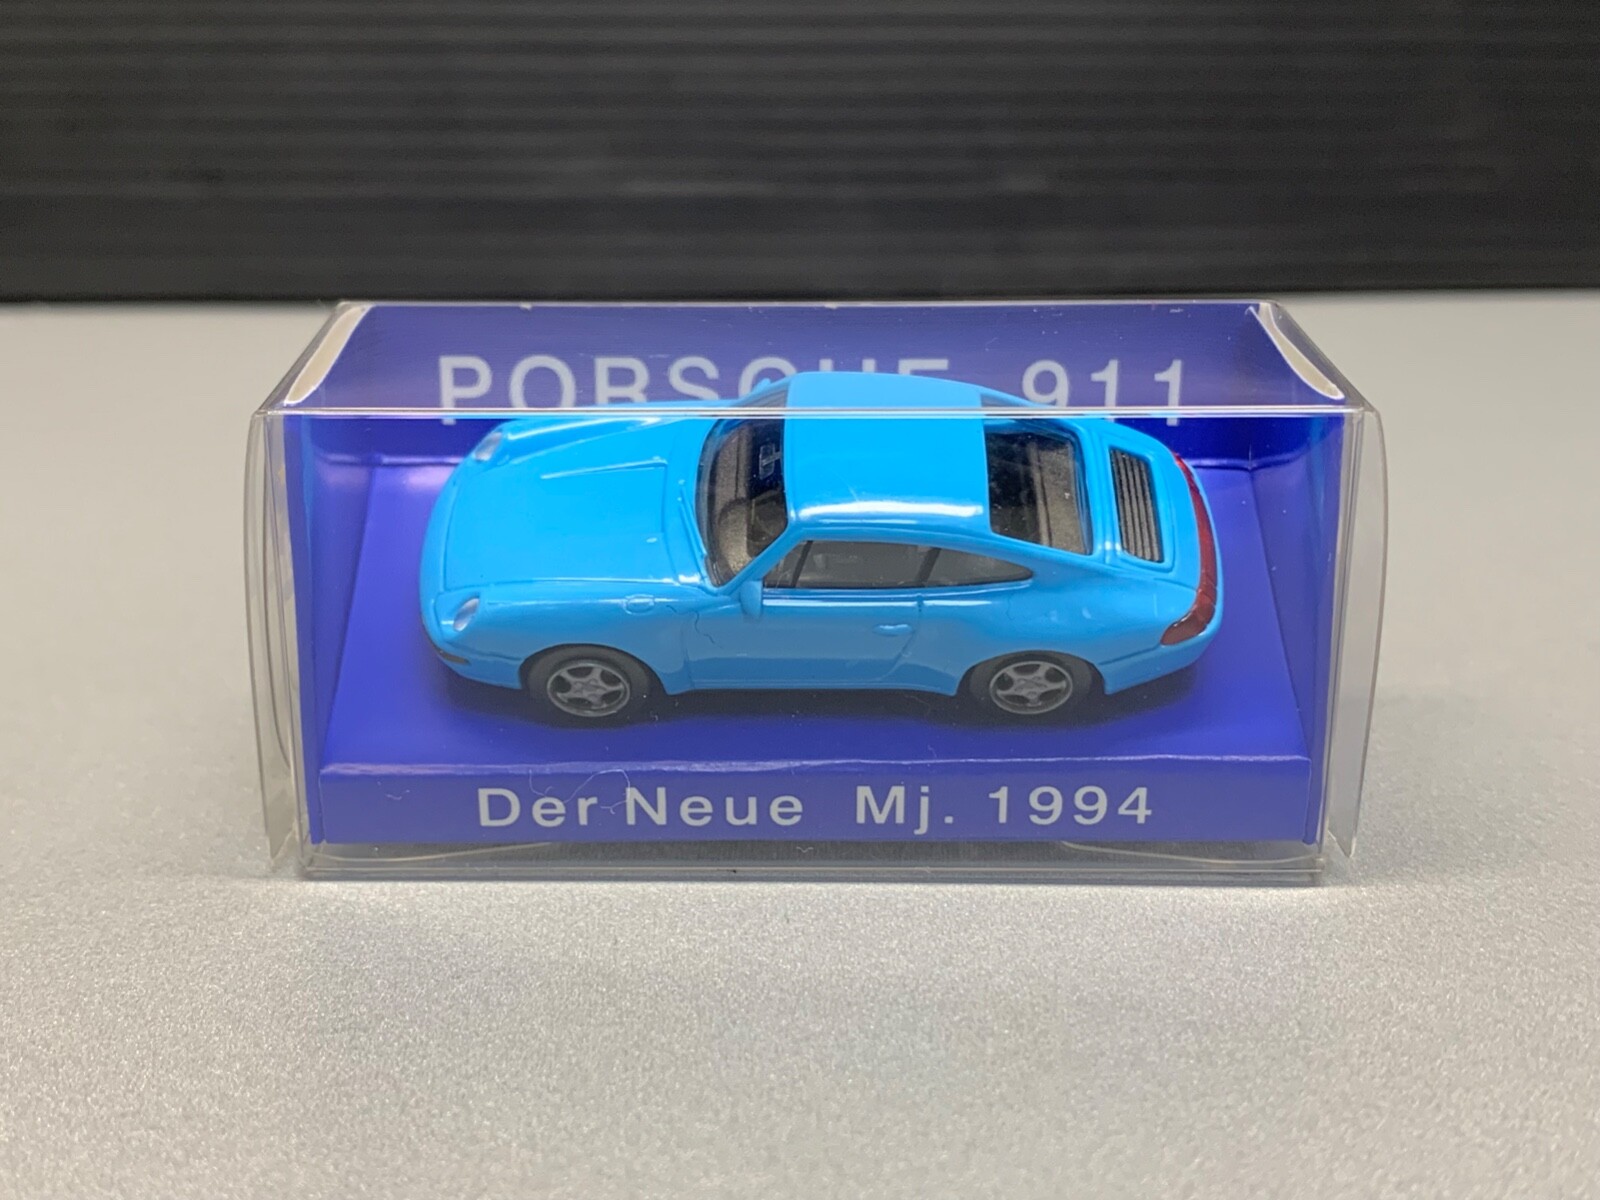 PORSCHE 911
Der Neue Mj. 1994